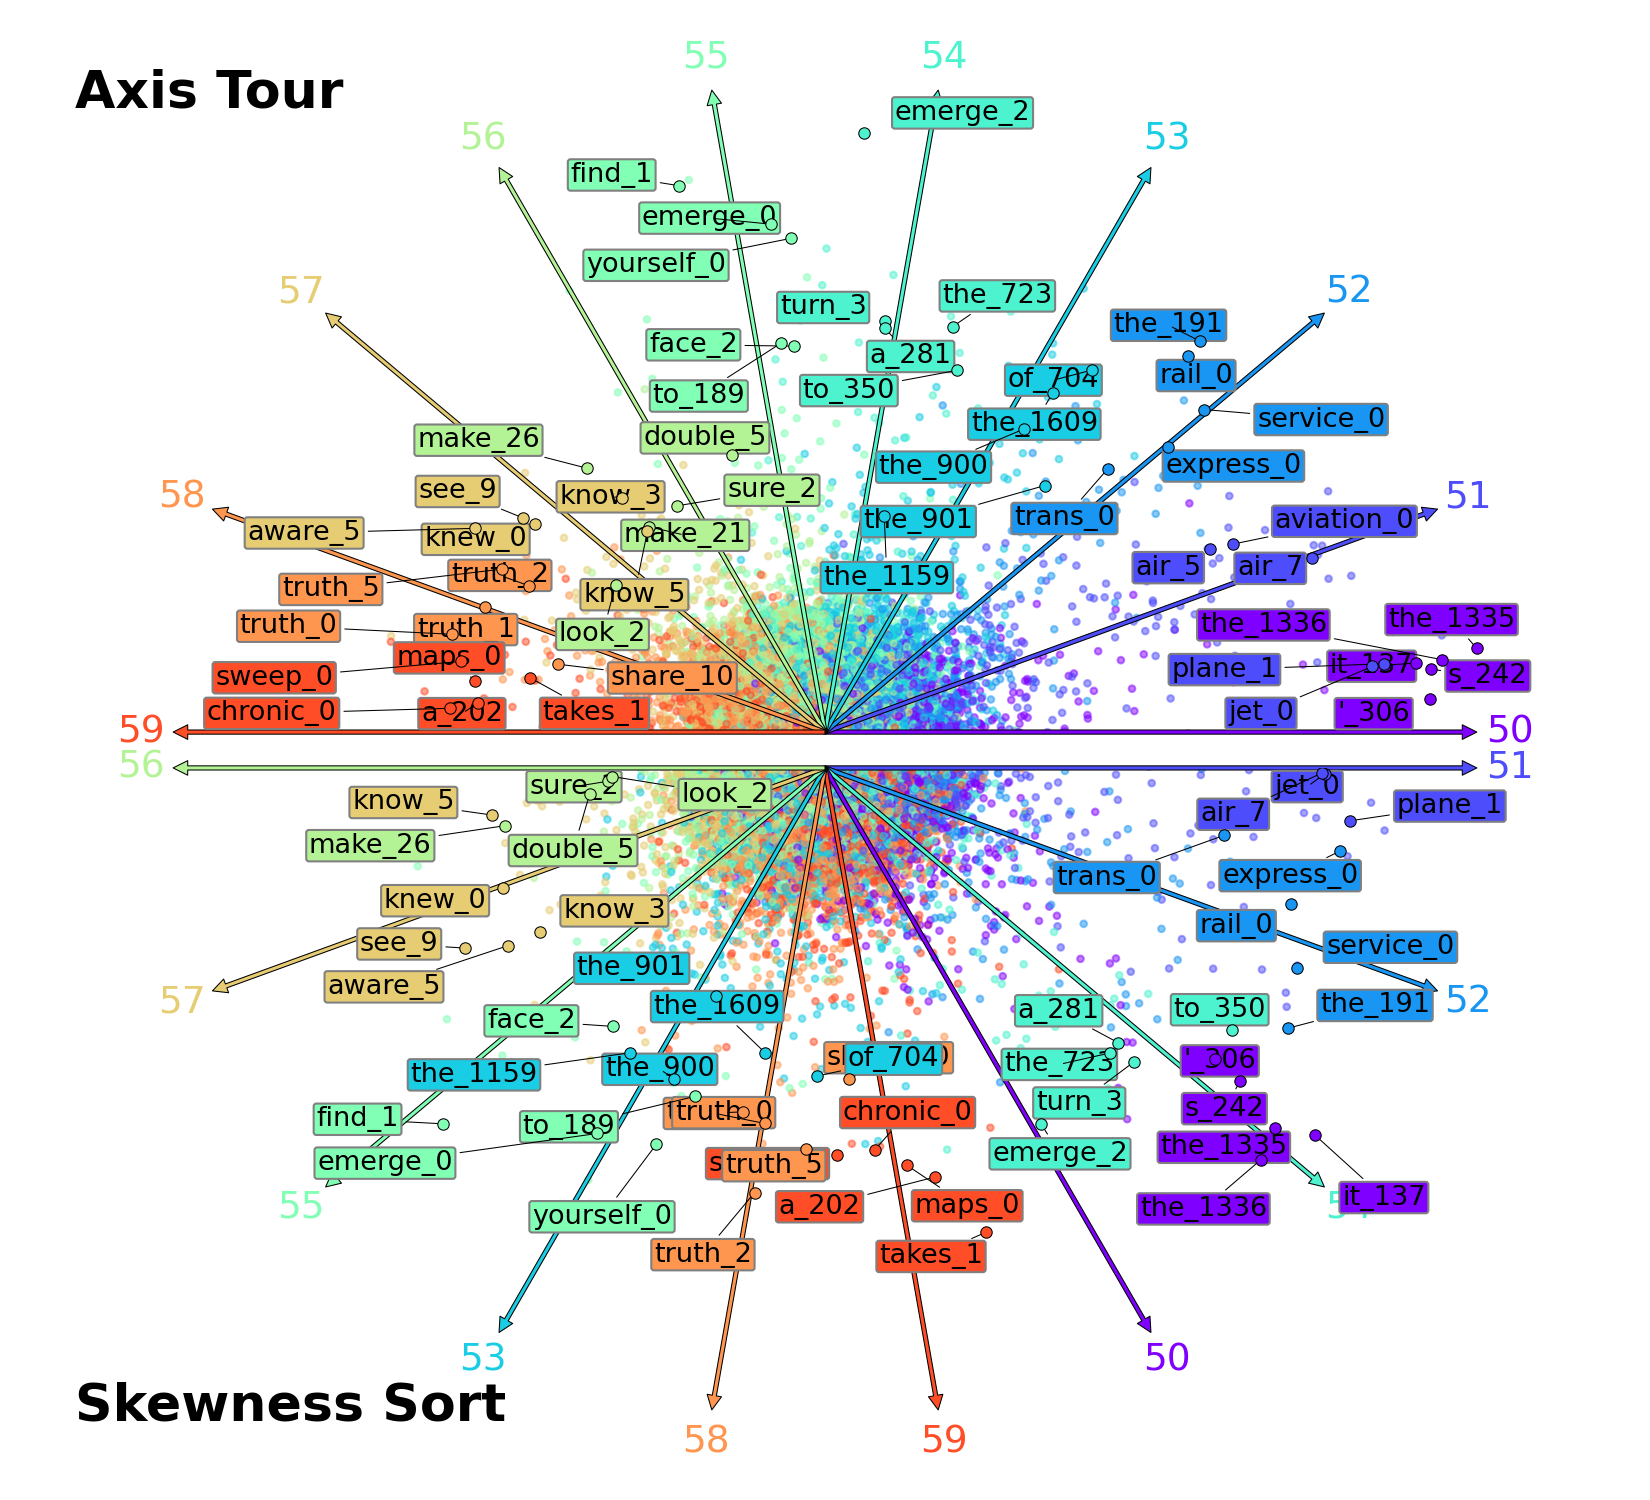 55
54
Axis Tour
emerge_2
56
53
find_1
emerge_0
yourself_0
57
52
turn_3
the_723
the_191
face_2
a_281
rail_0
to_189
to_350
of_704
make_26
double_5
the_1609
service_0
58
see_9
know_3
sure_2
the_900
express_0
51
aware_5
knew_0
make_21
the_901
trans_0
aviation_0
truth_5
truth_2
know_5
the_1159
air_5
air_7
truth_0
truth_1
look_2
the_1336
the_1335
sweep_0
maps_0
share_10
plane_1
it_137
s_242
chronic_0
a_202
takes_1
jet_0
'_306
59
50
56
51
know_5
sure_2
look_2
jet_0
plane_1
make_26
double_5
air_7
knew_0
know_3
trans_0
express_0
see_9
rail_0
service_0
aware_5
the_901
57
52
face_2
the_1609
a_281
to_350
the_191
the_1159
the_900
of_704
the_723
'_306
find_1
to_189
truth_0
chronic_0
turn_3
s_242
emerge_0
truth_5
emerge_2
the_1335
55
yourself_0
a_202
maps_0
the_1336
it_137
truth_2
takes_1
53
50
Skewness Sort
58
59